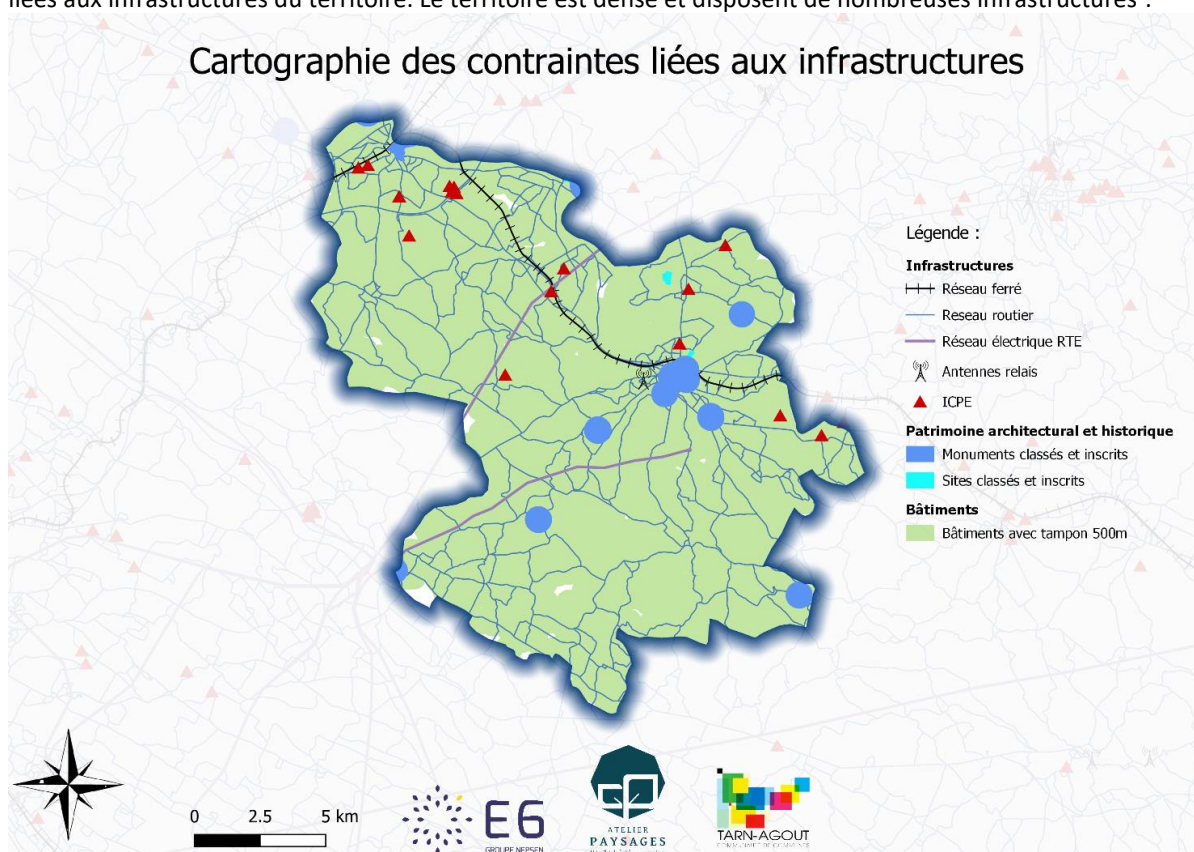 liées aux infrastructures du territoire. Le territoire est dense et disposent de nombreuses infrastructures :
Cartographie des contraintes liées aux infrastructures
Légende :
Infrastructures
Réseau ferré
Reseau routier
Réseau électrique RTE
Antennes relais
ICPE
Patrimoine architectural et historique
Monuments classés et inscrits
Sites classés et inscrits
Bâtiments
Bâtiments avec tampon 500m
0 2.5 5 km
E6
GROUPE NEPSEN
ATELIER
PAYSAGES
TARN-AGOUT